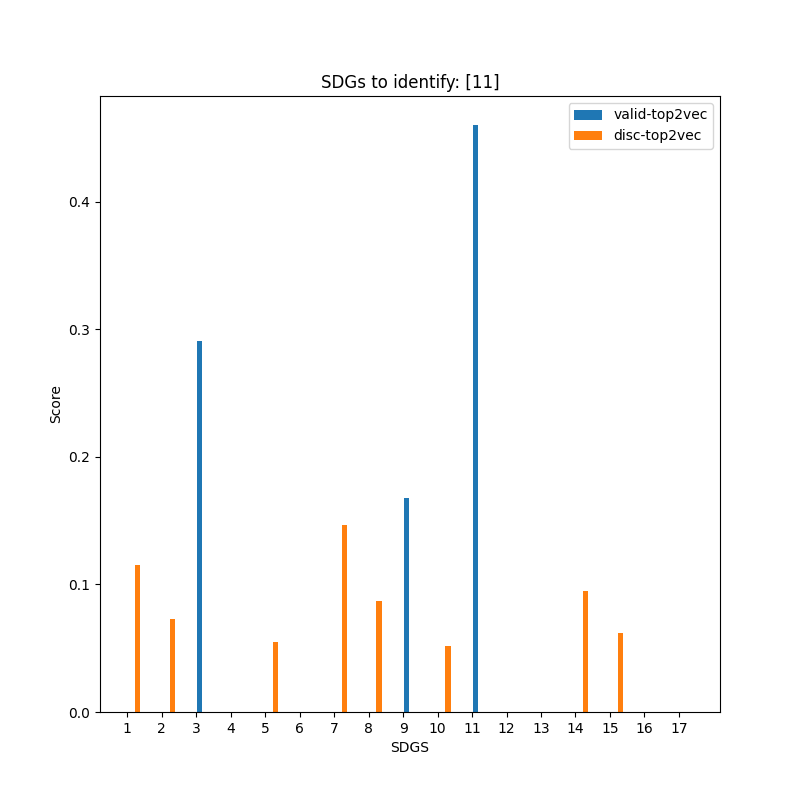 SDGs to identify: [11]
valid-top2vec
disc-top2vec
Score
0.4
0.3
0.2
0.1
0.0
1 2 3 4 5 6 7 8 9 10 11 12 13 14 15 16 17
SDGS